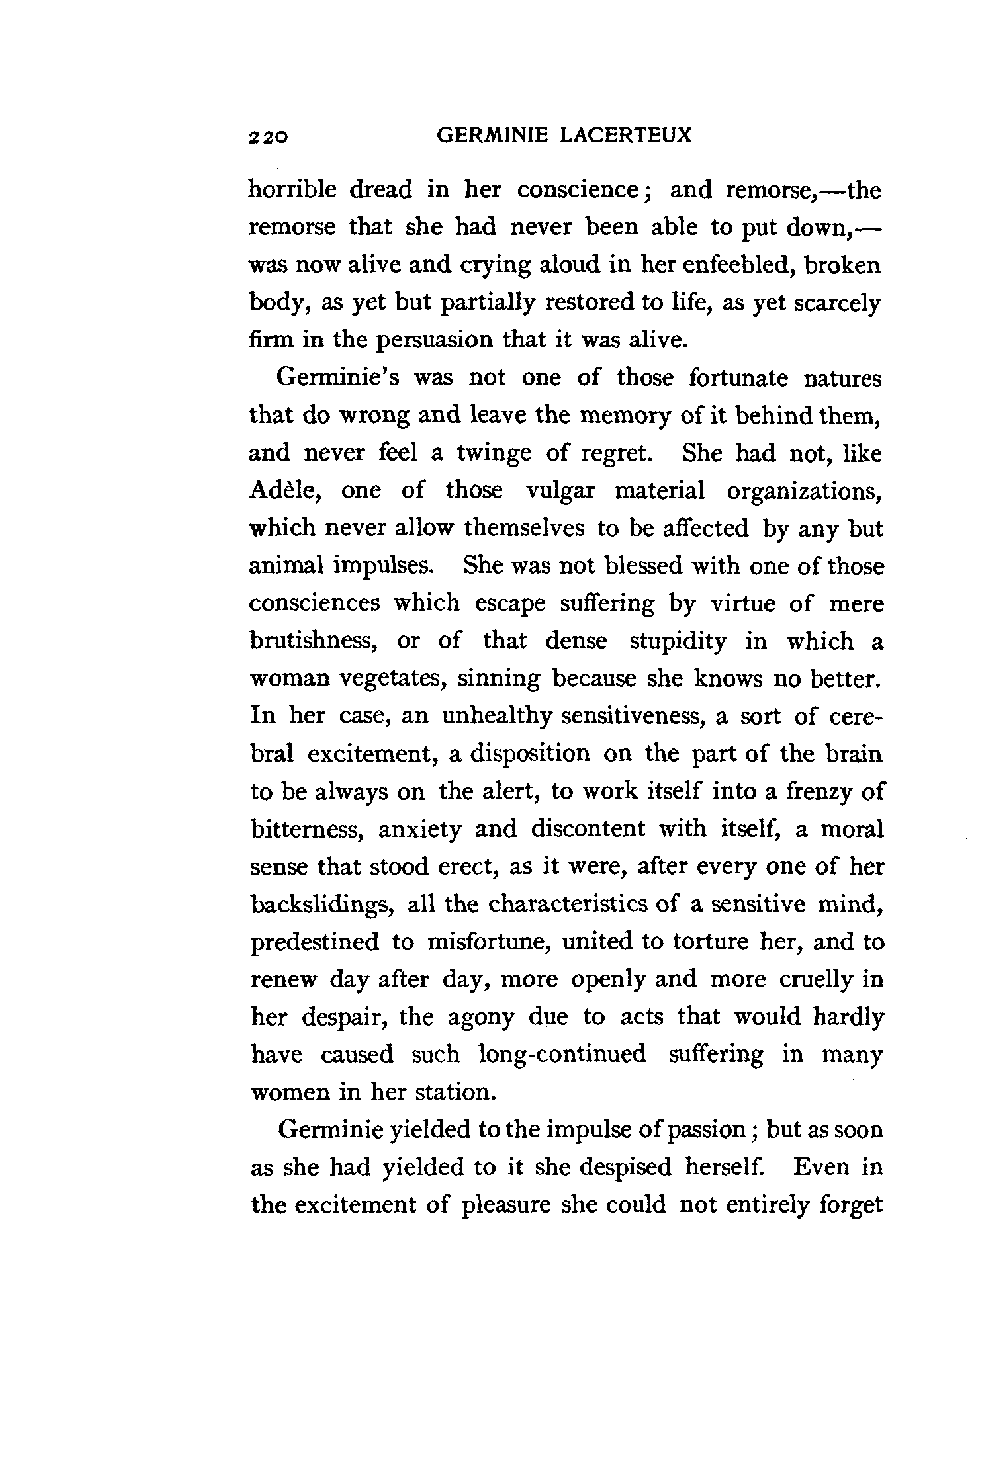 220 GERMINIE LACERTEUX
horrible dread in her conscience; and remorse,—the
remorse that she had never been able to put down,—
was now alive and crying aloud in her enfeebled, broken
body, as yet but partially restored to life, as yet scarcely
firm in the persuasion that it was alive.
Germinie's was not one of those fortunate natures
that do wrong and leave the memory of it behind them,
and never feel a twinge of regret. She had not, like
Adèle, one of those vulgar material organizations,
which never allow themselves to be affected by any but
animal impulses. She was not blessed with one of those
consciences which escape suffering by virtue of mere
brutishness, or of that dense stupidity in which a
woman vegetates, sinning because she knows no better.
In her case, an unhealthy sensitiveness, a sort of cere-
bral excitement, a disposition on the part of the brain
to be always on the alert, to work itself into a frenzy of
bitterness, anxiety and discontent with itself, a moral
sense that stood erect, as it were, after every one of her
backslidings, all the characteristics of a sensitive mind,
predestined to misfortune, united to torture her, and to
renew day after day, more openly and more cruelly in
her despair, the agony due to acts that would hardly
have caused such long-continued suffering in many
women in her station.
Germinie yielded to the impulse of passion; but as soon
as she had yielded to it she despised herself. Even in
the excitement of pleasure she could not entirely forget